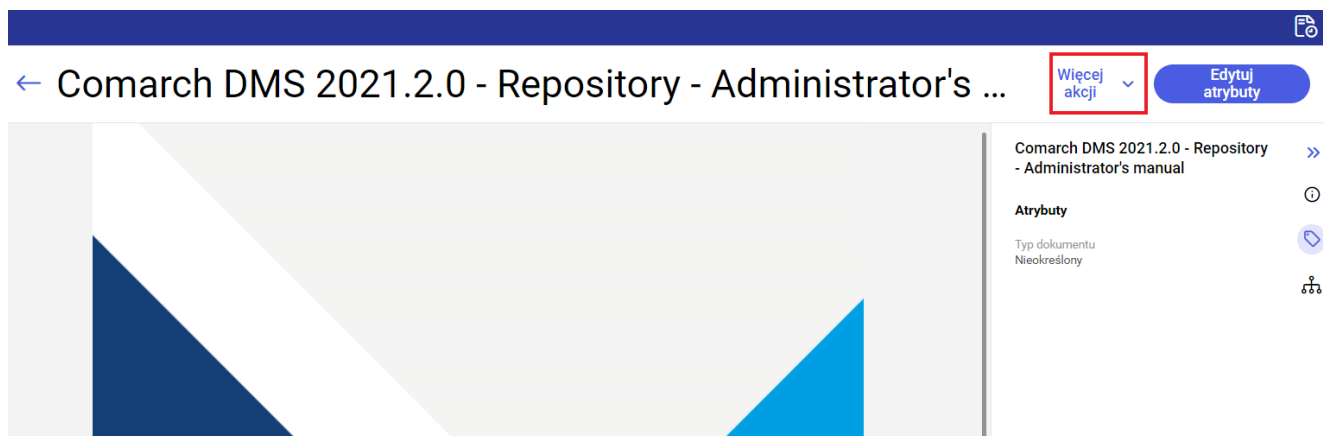 Comarch DMS 2021.2.0 - Repository - Administrator's ...
Więcej
akcji
Edytuj
atrybuty
Comarch DMS 2021.2.0 - Repository
- Administrator's manual
Atrybuty
Typ dokumentu
Nieokreślony